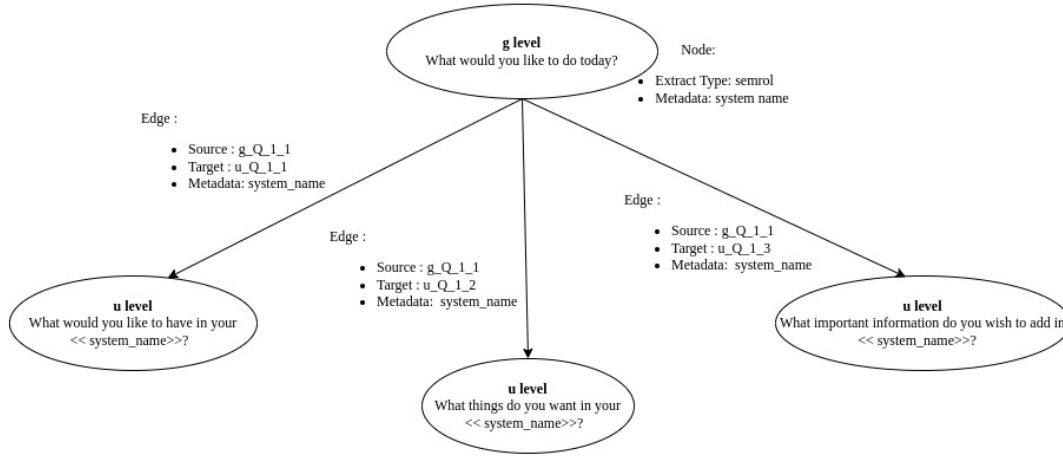 g level
What would you like to do today?
Node:
• Extract Type: semrol
• Metadata: system name
Edge :
• Source : g_Q_1_1
• Target : u_Q_1_1
• Metadata: system_name
Edge :
• Source : g_Q_1_1
• Target : u_Q_1_2
• Metadata: system_name
Edge :
• Source : g_Q_1_1
• Target : u_Q_1_3
• Metadata: system_name
u level
What would you like to have in your
<< system_name>>?
u level
What things do you want in your
<< system_name>>?
u level
What important information do you wish to add in
<< system_name>>?